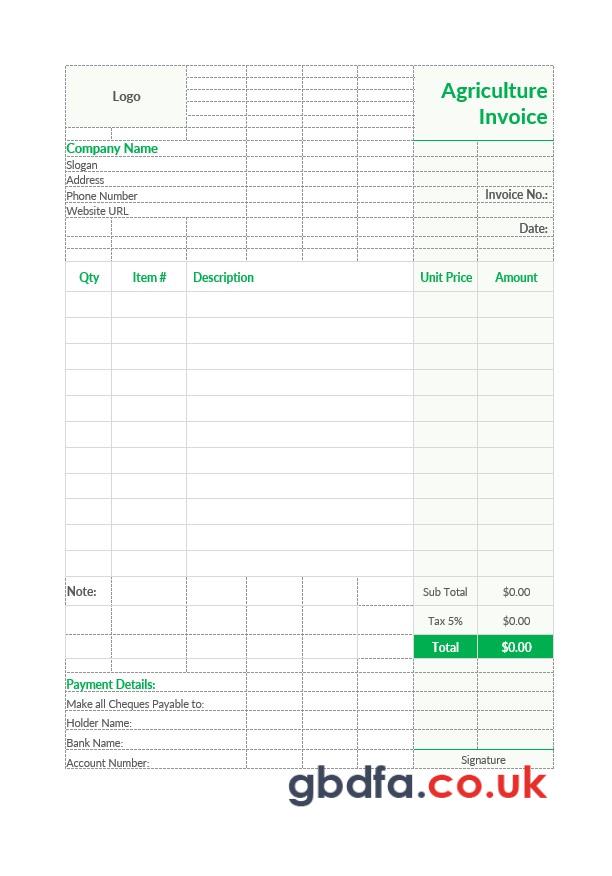 Logo
Agriculture
Invoice
Company Name
Slogan
Address
Phone Number
Invoice No.:
Website URL
Date:
Qty Item # Description Unit Price Amount
Note: Sub Total $0.00
Tax 5% $0.00
Total $0.00
Payment Details:
Make all Cheques Payable to:
Holder Name:
Bank Name:
Account Number:
Signature
gbdfa.co.uk